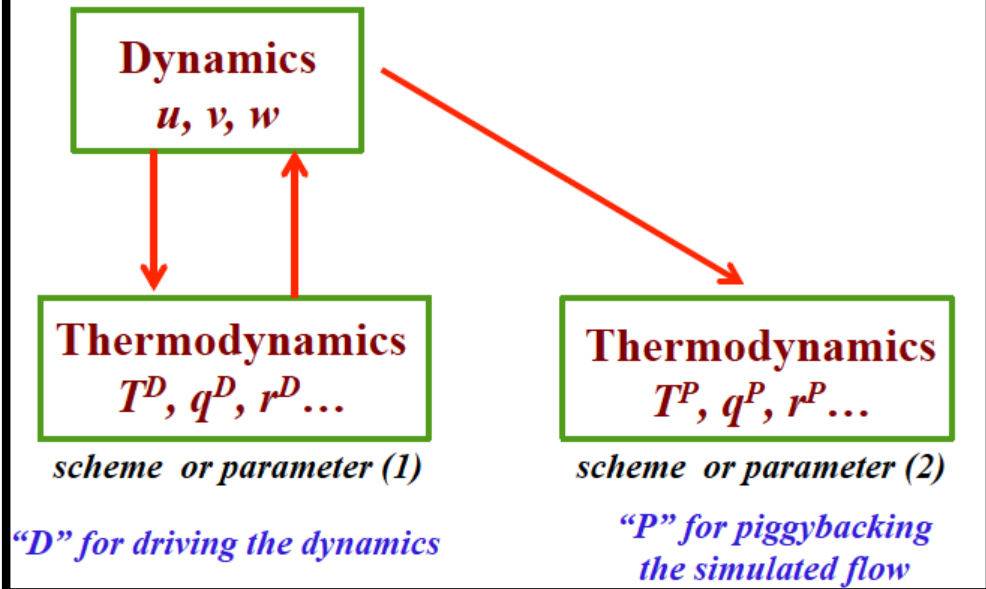 Dynamics
u, v, w
Thermodynamics
T^D, q^D, r^D…
scheme or parameter (1)
“D” for driving the dynamics
Thermodynamics
T^P, q^P, r^P…
scheme or parameter (2)
“P” for piggybacking
the simulated flow